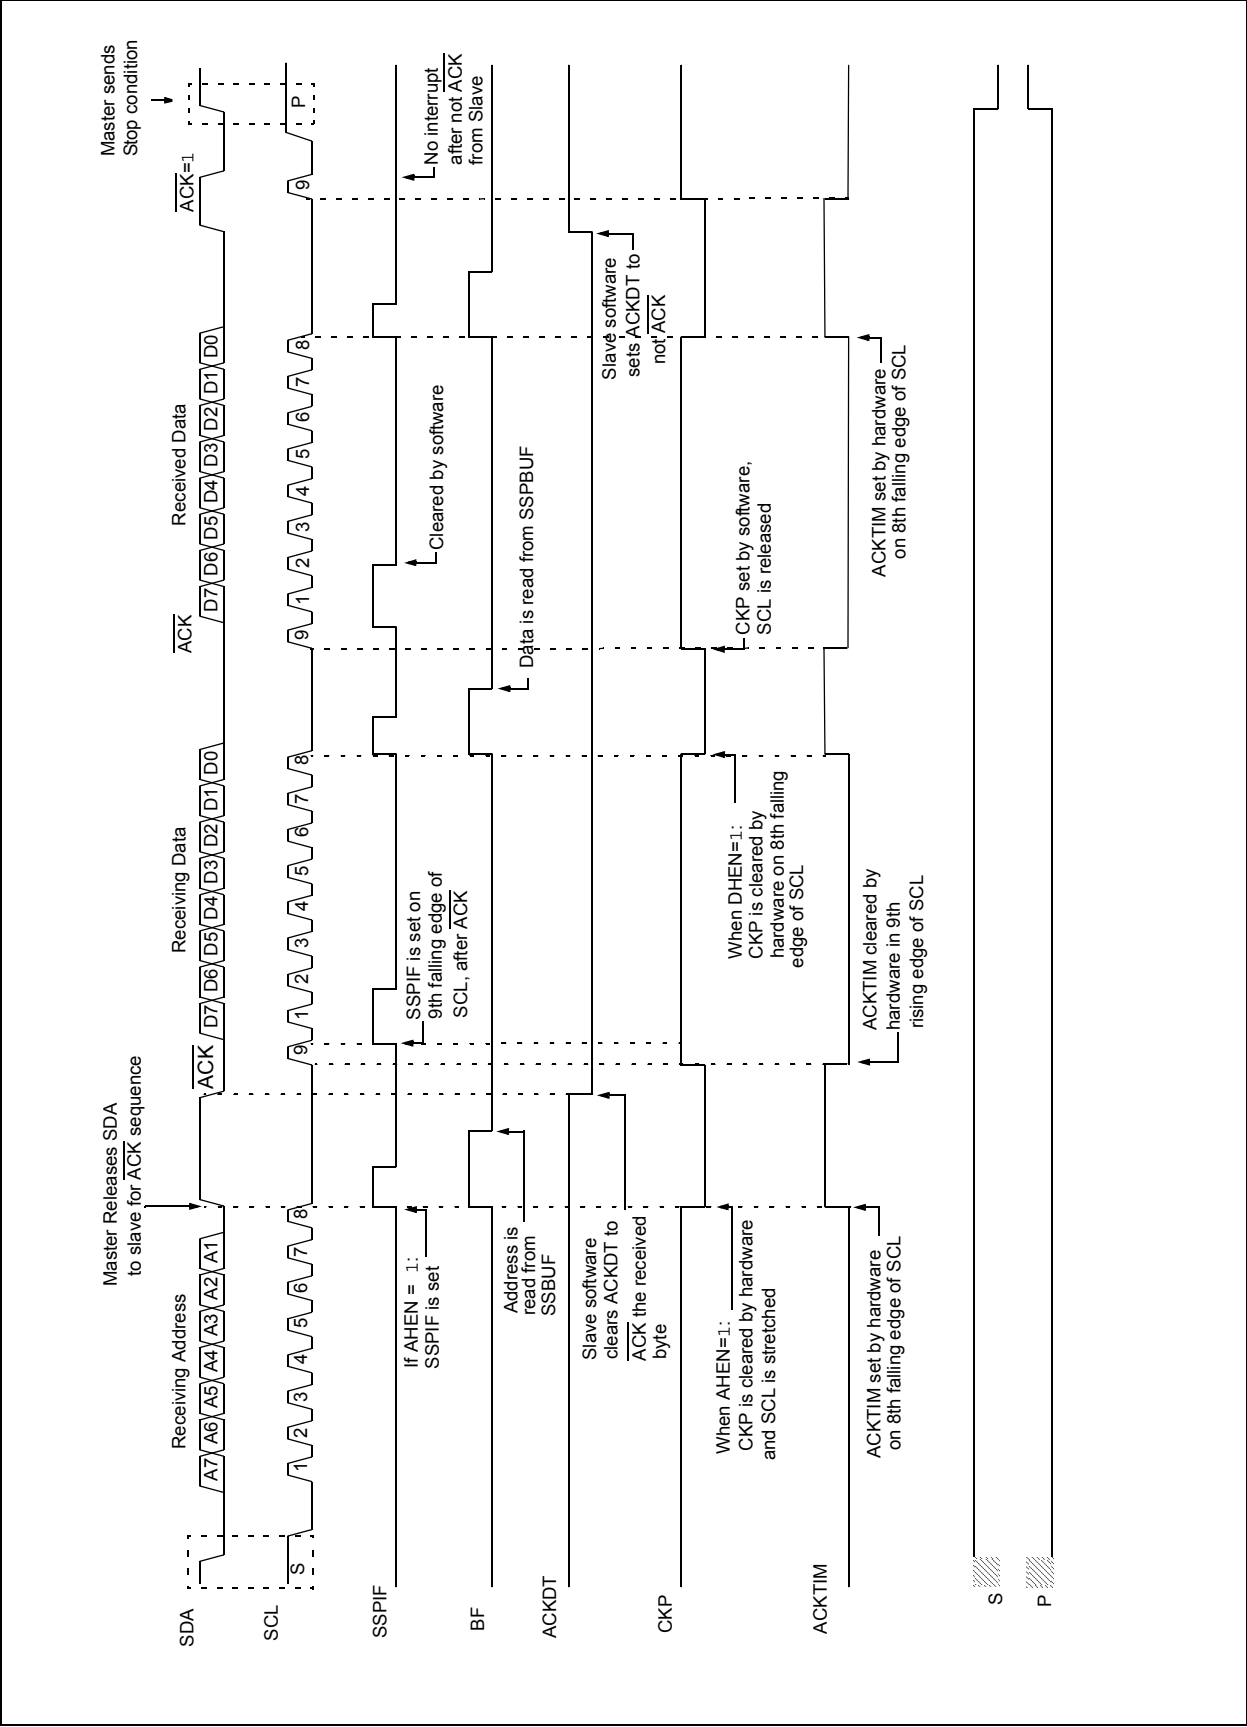 Master Releases SDA
to slave for ACK sequence
Master sends
Stop condition
Receiving Address
Receiving Data
Received Data
ACK
ACK
ACK=1
SDA
A7 A6 A5 A4 A3 A2 A1
D7 D6 D5 D4 D3 D2 D1 D0
D7 D6 D5 D4 D3 D2 D1 D0
SCL
S
1 2 3 4 5 6 7 8 9
1 2 3 4 5 6 7 8 9
1 2 3 4 5 6 7 8 9
P
SSPIF
If AHEN = 1:
SSPIF is set
SSPIF is set on
9th falling edge of
SCL, after ACK
Cleared by software
No interrupt
after not ACK
from Slave
BF
Address is
read from
SSBUF
Data is read from SSPBUF
ACKDT
Slave software
clears ACKDT to
ACK the received
byte
Slave software
sets ACKDT to
not ACK
CKP
When AHEN=1:
CKP is cleared by hardware
and SCL is stretched
When DHEN=1:
CKP is cleared by
hardware on 8th falling
edge of SCL
CKP set by software,
SCL is released
ACKTIM
ACKTIM set by hardware
on 8th falling edge of SCL
ACKTIM cleared by
hardware in 9th
rising edge of SCL
ACKTIM set by hardware
on 8th falling edge of SCL
S
P